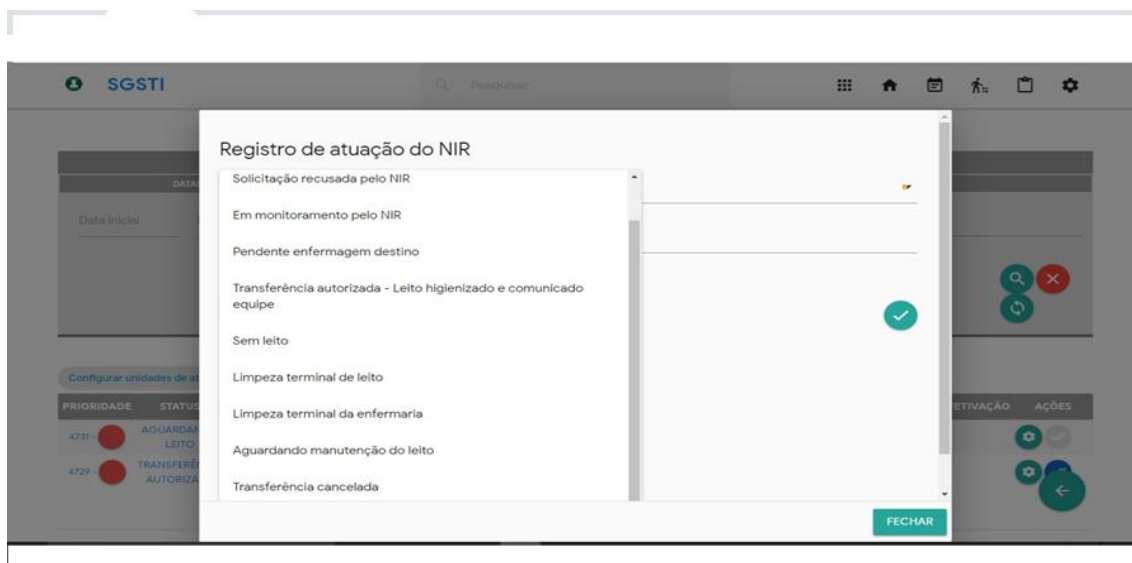 SGSTI
Pesquisar
Registro de atuação do NIR
Solicitação recusada pelo NIR
DATA
Data Inicial
Em monitoramento pelo NIR
Pendente enfermagem destino
Transferência autorizada - Leito higienizado e comunicado
equipe
Sem leito
Limpeza terminal de leito
Configurar unidades de at
Limpeza terminal da enfermaria
PRIORIDADE STATUS
ETIVAÇÃO AÇÕES
4731 - AGUARDAN
LEITO
Aguardando manutenção do leito
4729 - TRANSFERÊ
AUTORIZA
Transferência cancelada
FECHAR